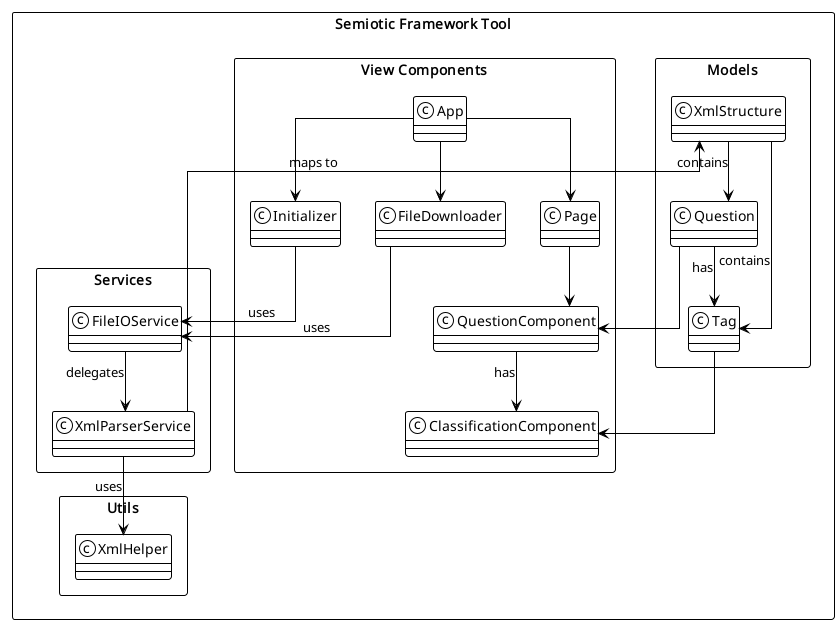 Semiotic Framework Tool
View Components
Models
C App
C XmlStructure
maps to
contains
C Initializer
C FileDownloader
C Page
C Question
has
contains
Services
C FileIOService
uses
uses
C QuestionComponent
C Tag
delegates
has
C XmlParserService
C ClassificationComponent
uses
Utils
C XmlHelper